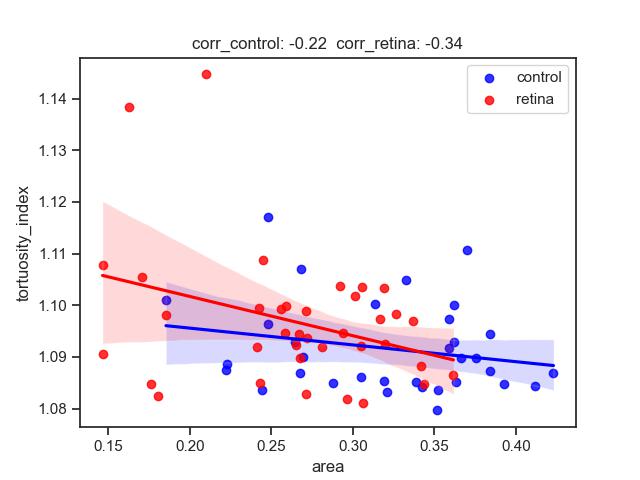 corr_control: -0.22  corr_retina: -0.34
control
retina
1.14
1.13
1.12
1.11
1.10
1.09
1.08
tortuosity_index
0.15 0.20 0.25 0.30 0.35 0.40
area